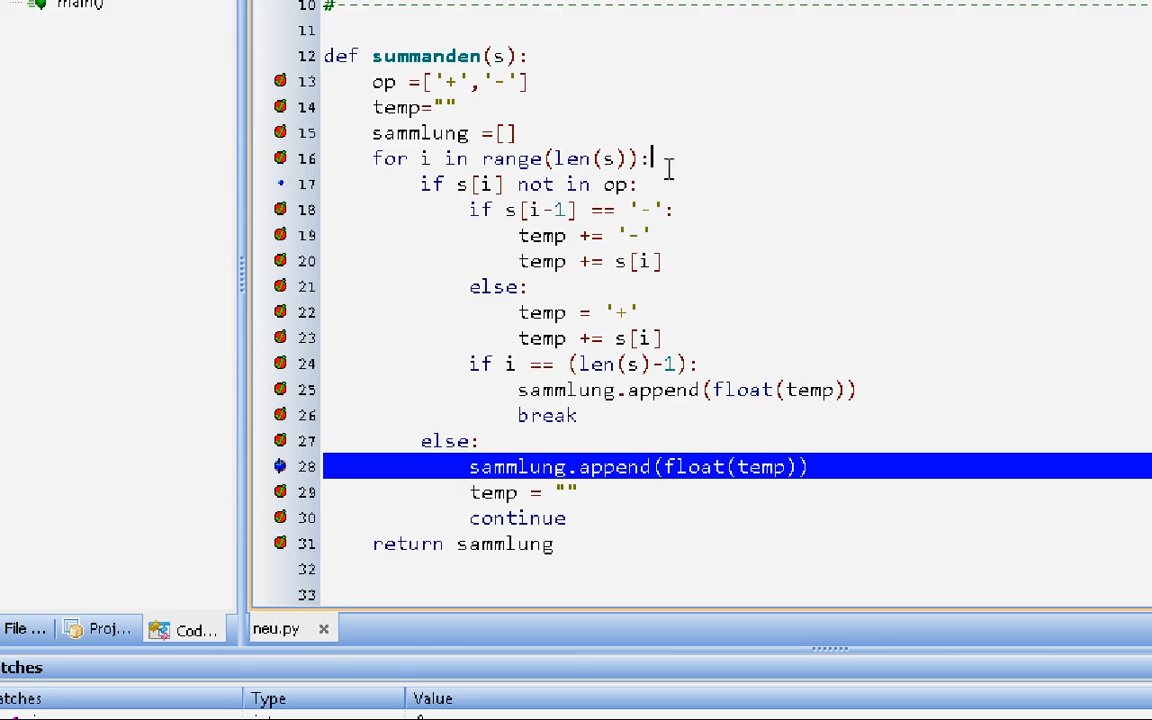 main()
10 #-----------------------------------------------------------------
11
12 def summanden(s):
13 op =['+','-']
14 temp=""
15 sammlung =[]
16 for i in range(len(s)):
17 if s[i] not in op:
18 if s[i-1] == '-':
19 temp += '-'
20 temp += s[i]
21 else:
22 temp = '+'
23 temp += s[i]
24 if i == (len(s)-1):
25 sammlung.append(float(temp))
26 break
27 else:
28 sammlung.append(float(temp))
29 temp = ""
30 continue
31 return sammlung
32
33
File ... Proj... Cod... neu.py
tches
atches Type Value